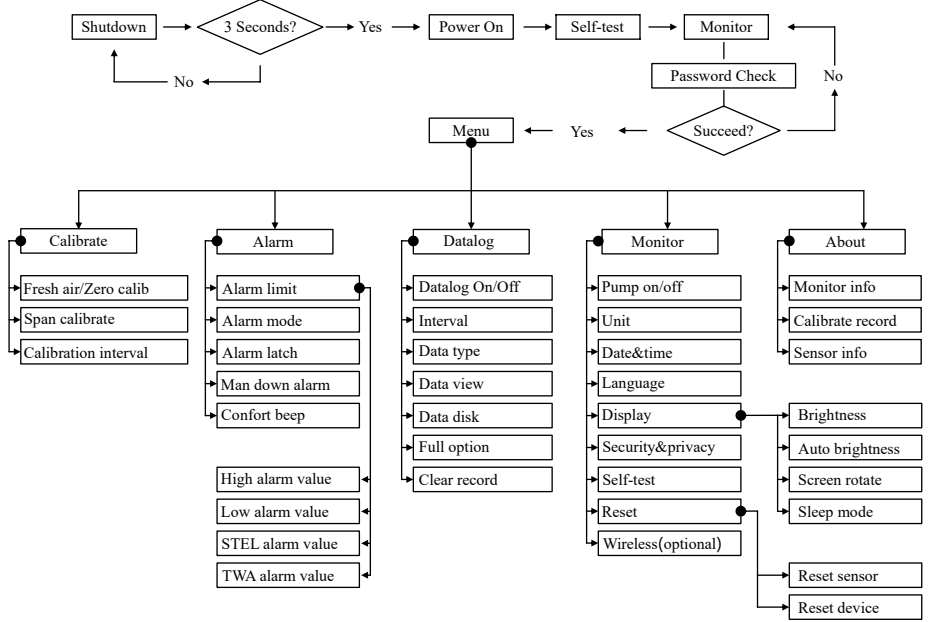 Shutdown
3 Seconds?
Yes
Power On
Self-test
Monitor
No
Password Check
No
Succeed?
Yes
Menu
Calibrate
Fresh air/Zero calib
Span calibrate
Calibration interval
Alarm
Alarm limit
Alarm mode
Alarm latch
Man down alarm
Confort beep
High alarm value
Low alarm value
STEL alarm value
TWA alarm value
Datalog
Datalog On/Off
Interval
Data type
Data view
Data disk
Full option
Clear record
Monitor
Pump on/off
Unit
Date&time
Language
Display
Security&privacy
Self-test
Reset
Wireless(optional)
About
Monitor info
Calibrate record
Sensor info
Brightness
Auto brightness
Screen rotate
Sleep mode
Reset sensor
Reset device